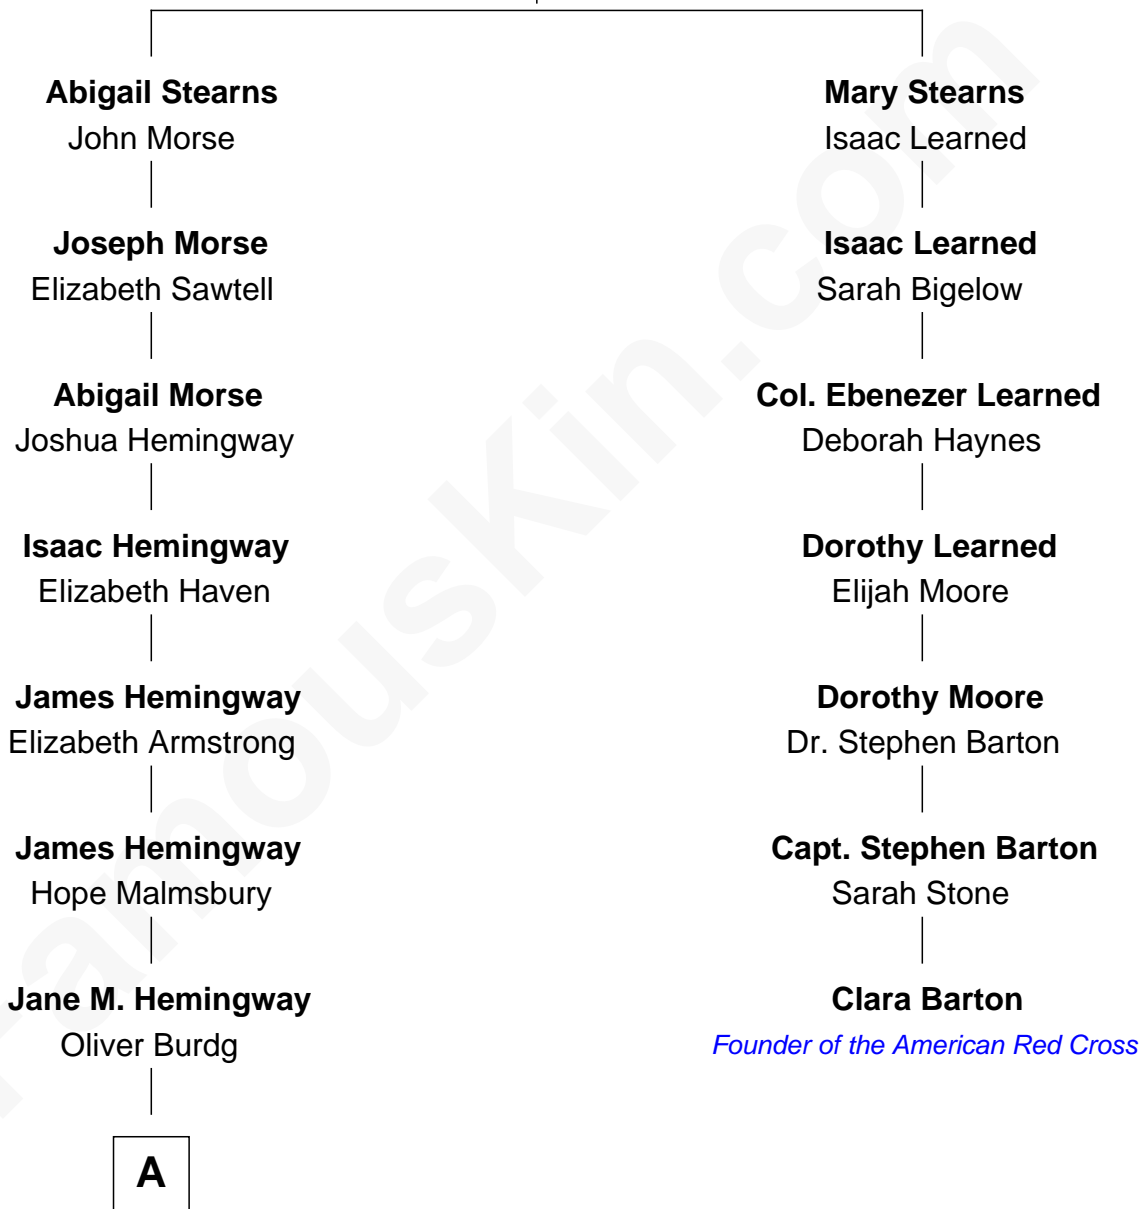 Abigail Stearns
John Morse
Mary Stearns
Isaac Learned
Joseph Morse
Elizabeth Sawtell
Isaac Learned
Sarah Bigelow
Abigail Morse
Joshua Hemingway
Col. Ebenezer Learned
Deborah Haynes
Isaac Hemingway
Elizabeth Haven
Dorothy Learned
Elijah Moore
James Hemingway
Elizabeth Armstrong
Dorothy Moore
Dr. Stephen Barton
James Hemingway
Hope Malmsbury
Capt. Stephen Barton
Sarah Stone
Jane M. Hemingway
Oliver Burdg
Clara Barton
Founder of the American Red Cross
A
FamousKin.com